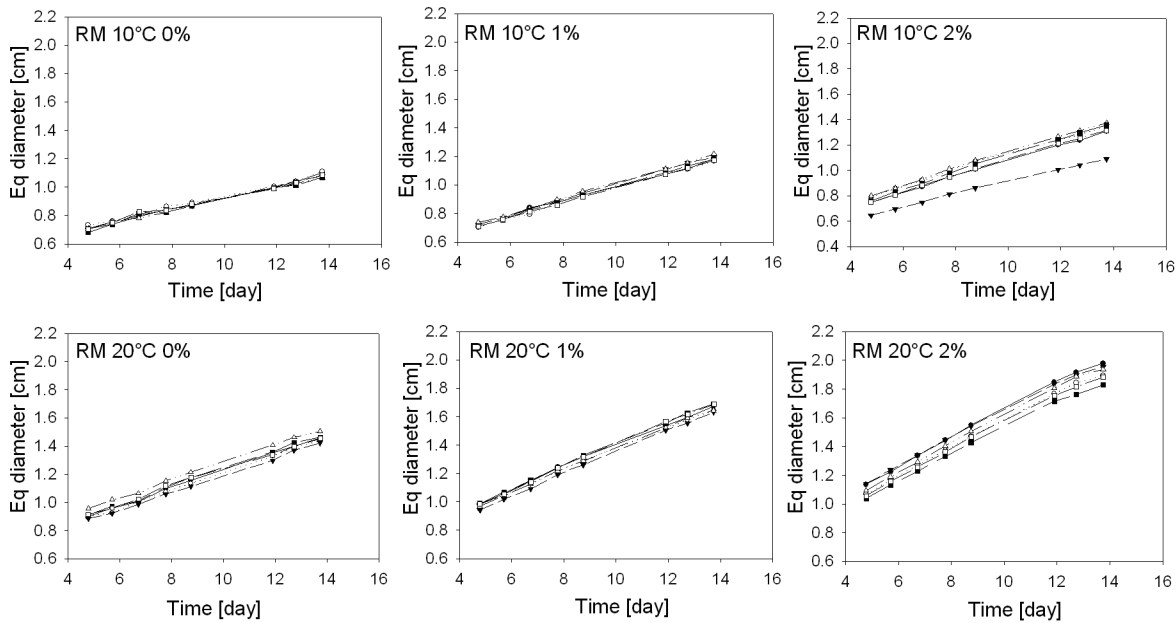 RM 10°C 0%
Eq diameter [cm]
2.2
2.0
1.8
1.6
1.4
1.2
1.0
0.8
0.6
4 6 8 10 12 14 16
Time [day]
RM 10°C 1%
Eq diameter [cm]
2.2
2.0
1.8
1.6
1.4
1.2
1.0
0.8
0.6
4 6 8 10 12 14 16
Time [day]
RM 10°C 2%
Eq diameter [cm]
2.2
2.0
1.8
1.6
1.4
1.2
1.0
0.8
0.6
0.4
4 6 8 10 12 14 16
Time [day]
RM 20°C 0%
Eq diameter [cm]
2.2
2.0
1.8
1.6
1.4
1.2
1.0
0.8
0.6
4 6 8 10 12 14 16
Time [day]
RM 20°C 1%
Eq diameter [cm]
2.2
2.0
1.8
1.6
1.4
1.2
1.0
0.8
0.6
4 6 8 10 12 14 16
Time [day]
RM 20°C 2%
Eq diameter [cm]
2.2
2.0
1.8
1.6
1.4
1.2
1.0
0.8
0.6
4 6 8 10 12 14 16
Time [day]